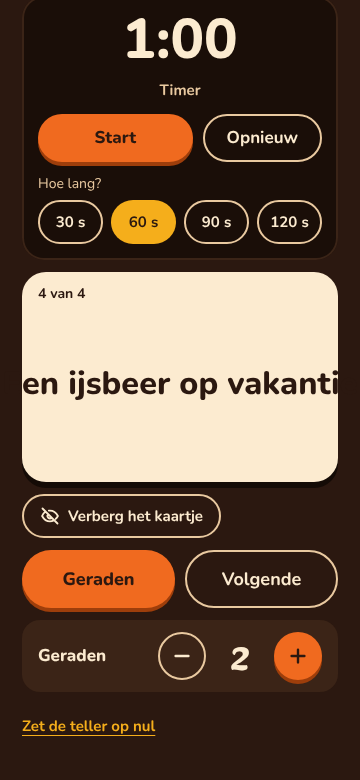 1:00
Timer
Start
Opnieuw
Hoe lang?
30 s
60 s
90 s
120 s
4 van 4
en ijsbeer op vakanti
Verberg het kaartje
Geraden
Volgende
Geraden
2
Zet de teller op nul